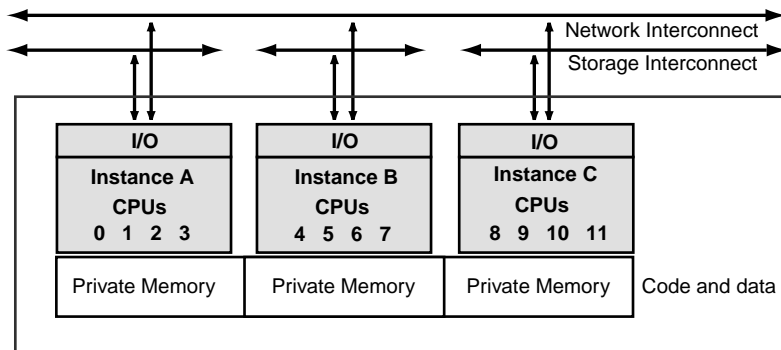 Network Interconnect
Storage Interconnect
I/O I/O I/O
Instance A Instance B Instance C
CPUs CPUs CPUs
0 1 2 3 4 5 6 7 8 9 10 11
Private Memory Private Memory Private Memory Code and data